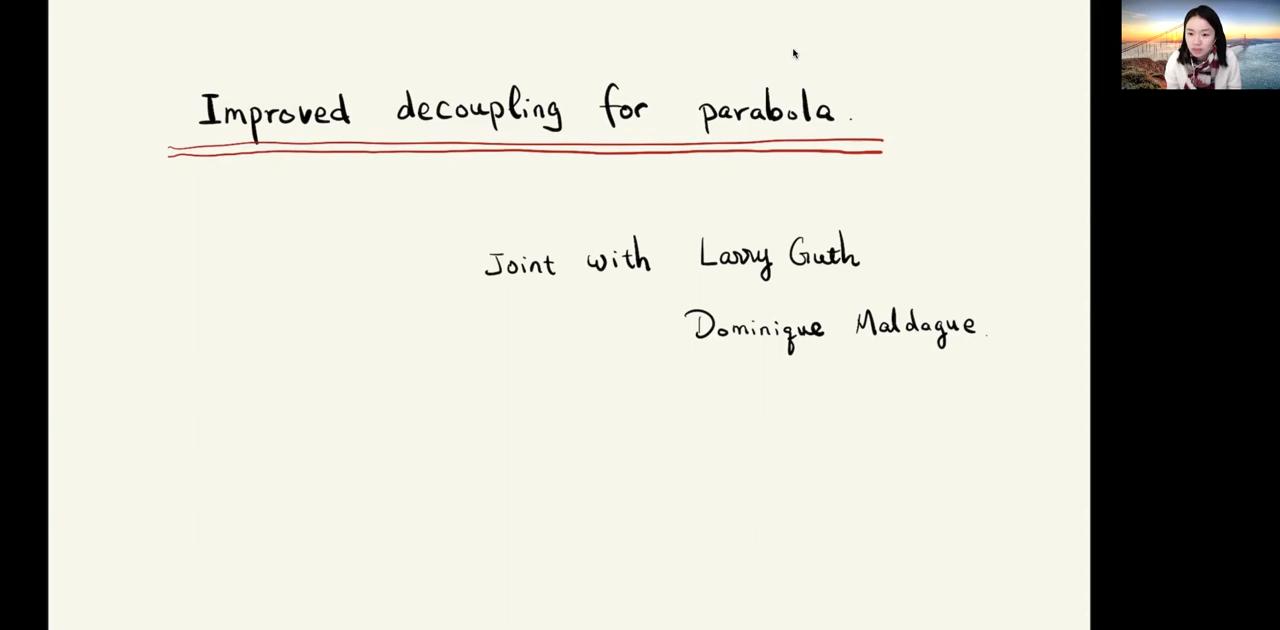 Improved decoupling for parabola.
Joint with Larry Guth
Dominique Maldague.